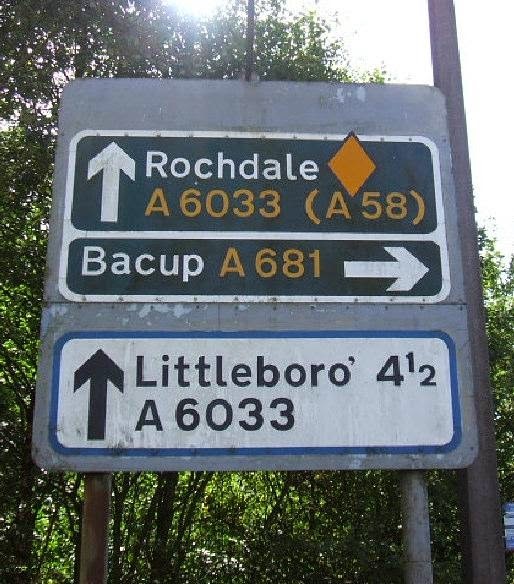 Rochdale
A 6033 (A 58)
Bacup A 681
Littleboro' 4½
A 6033